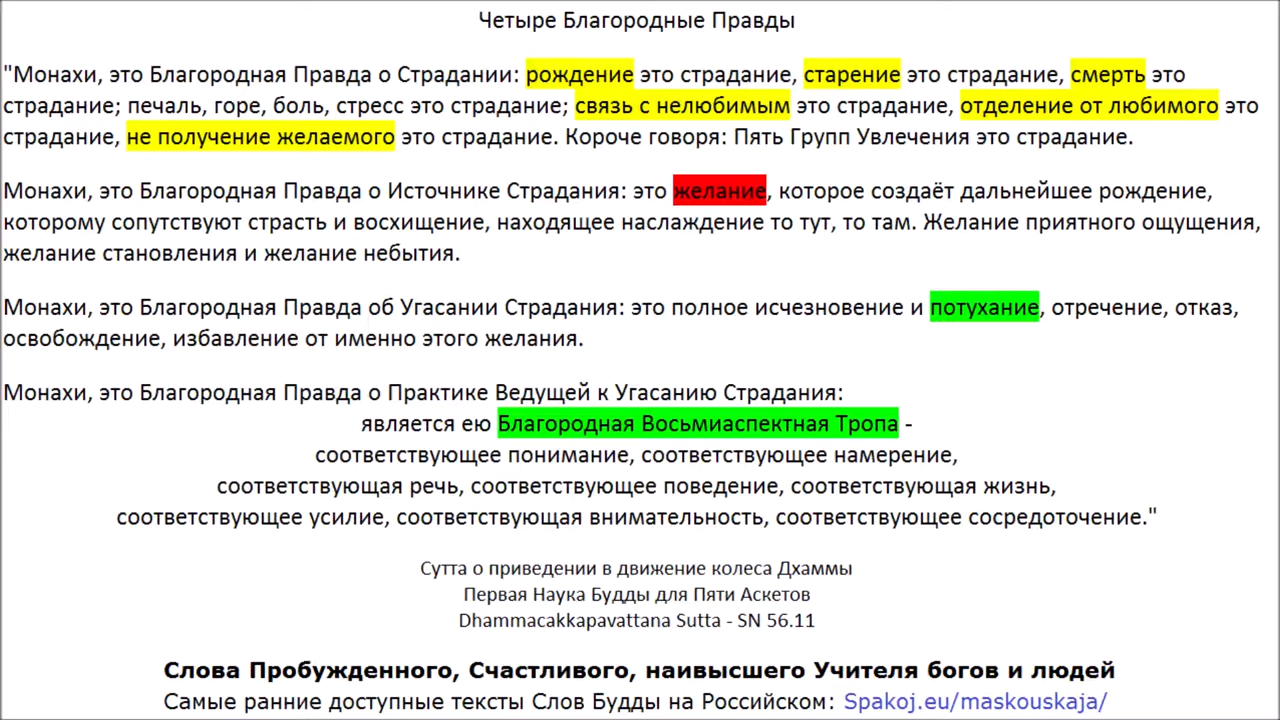 Четыре Благородные Правды
"Монахи, это Благородная Правда о Страдании: рождение это страдание, старение это страдание, смерть это
страдание; печаль, горе, боль, стресс это страдание; связь с нелюбимым это страдание, отделение от любимого это
страдание, не получение желаемого это страдание. Короче говоря: Пять Групп Увлечения это страдание.
Монахи, это Благородная Правда о Источнике Страдания: это желание, которое создаёт дальнейшее рождение,
которому сопутствуют страсть и восхищение, находящее наслаждение то тут, то там. Желание приятного ощущения,
желание становления и желание небытия.
Монахи, это Благородная Правда об Угасании Страдания: это полное исчезновение и потухание, отречение, отказ,
освобождение, избавление от именно этого желания.
Монахи, это Благородная Правда о Практике Ведущей к Угасанию Страдания:
является ею Благородная Восьмиаспектная Тропа -
соответствующее понимание, соответствующее намерение,
соответствующая речь, соответствующее поведение, соответствующая жизнь,
соответствующее усилие, соответствующая внимательность, соответствующее сосредоточение."
Сутта о приведении в движение колеса Дхаммы
Первая Наука Будды для Пяти Аскетов
Dhammacakkapavattana Sutta - SN 56.11
Слова Пробужденного, Счастливого, наивысшего Учителя богов и людей
Самые ранние доступные тексты Слов Будды на Российском: Spakoj.eu/maskouskaja/